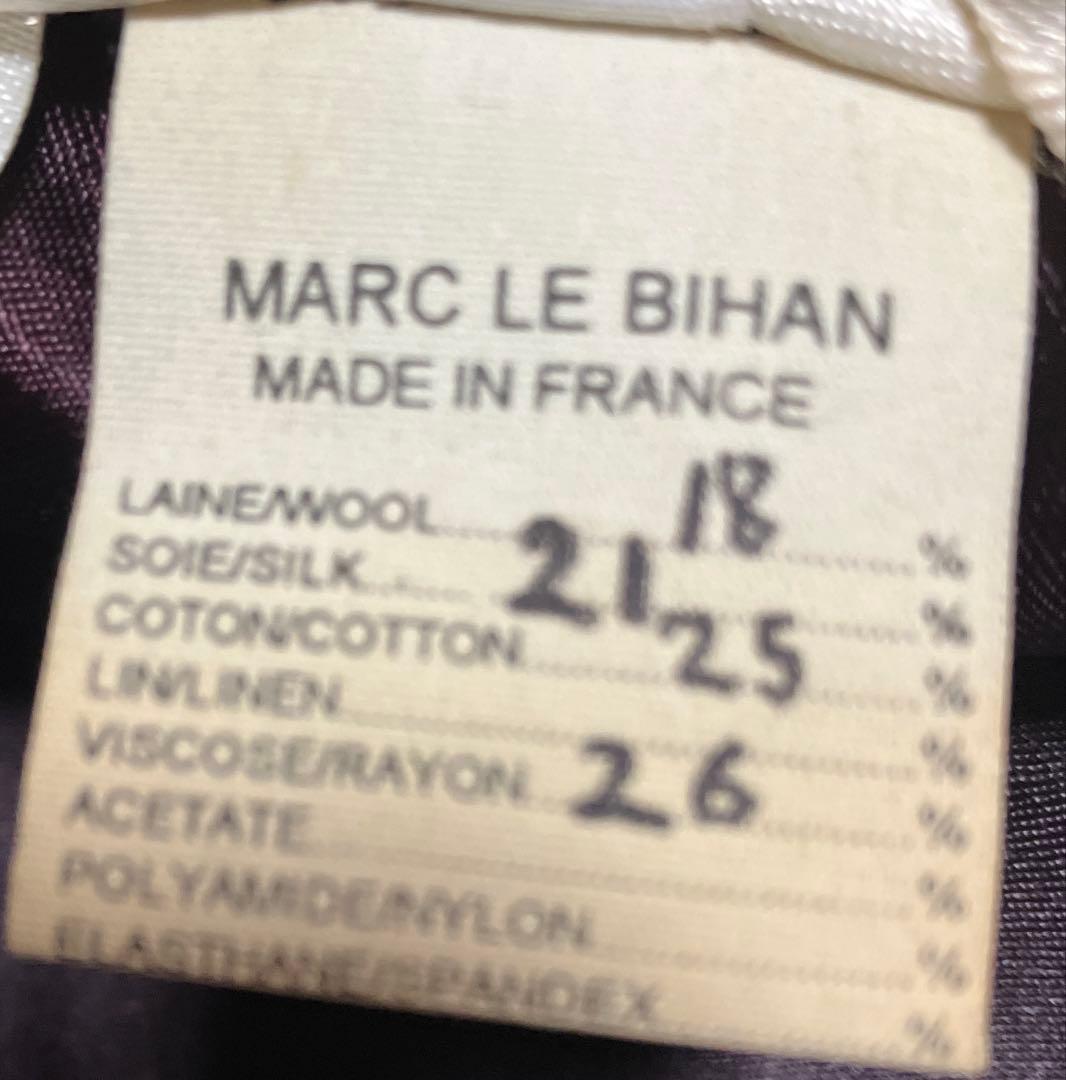 MARC LE BIHAN
MADE IN FRANCE
LAINE/WOOL..........18..........%
SOIE/SILK..........21..........%
COTON/COTTON..........25..........%
LIN/LINEN..........%
VISCOSE/RAYON..........26..........%
ACETATE..........%
POLYAMIDE/NYLON..........%
ELASTHANE/SPANDEX..........%